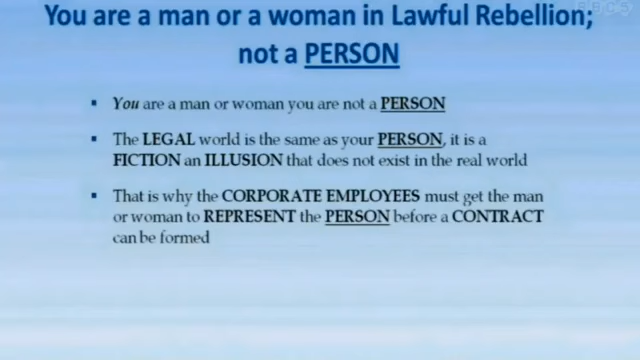 You are a man or a woman in Lawful Rebellion;
not a PERSON
▪ You are a man or woman you are not a PERSON
▪ The LEGAL world is the same as your PERSON, it is a
FICTION an ILLUSION that does not exist in the real world
▪ That is why the CORPORATE EMPLOYEES must get the man
or woman to REPRESENT the PERSON before a CONTRACT
can be formed